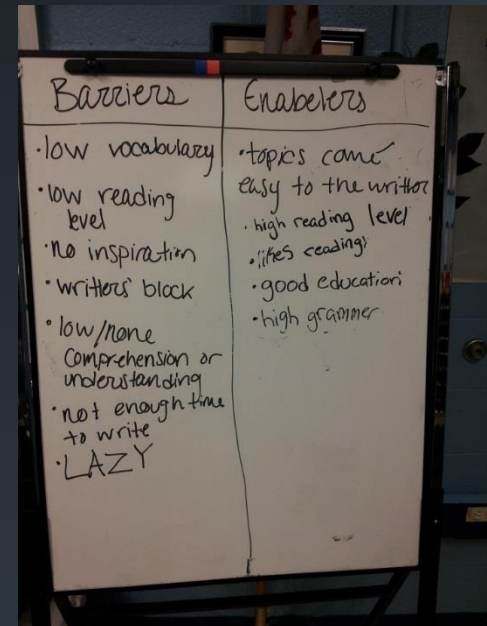 Barriers
• low vocabulary
• low reading
level
• no inspiration
• writters' block
• low/none
comprehension or
understanding
• not enough time
to write
• LAZY
Enabelers
• topics come
easy to the writter
• high reading level
• likes reading
• good education
• high grammer